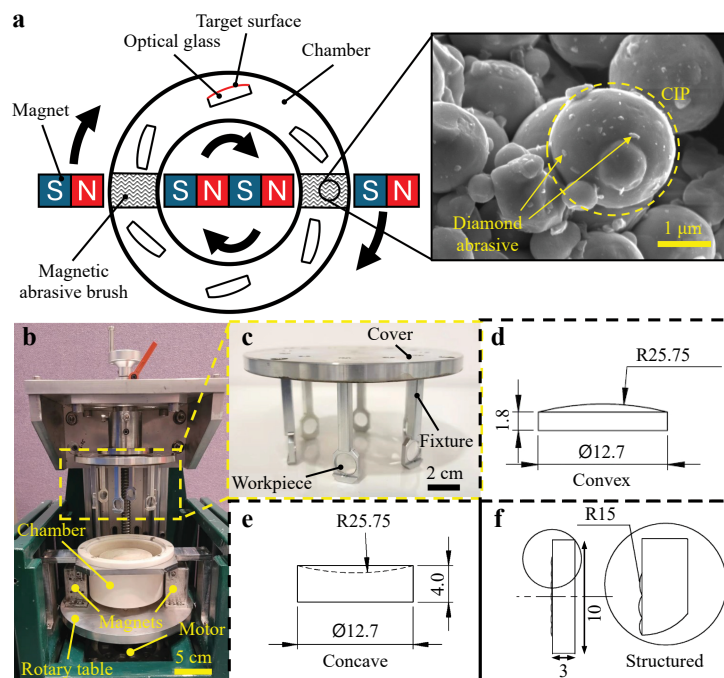 a
Target surface
Optical glass
Chamber
Magnet
S N
S N S N
S N
Magnetic
abrasive brush
CIP
Diamond
abrasive
1 μm
b
Chamber
Magnets
Motor
Rotary table
5 cm
c
Cover
Fixture
Workpiece
2 cm
d
R25.75
1.8
Ø12.7
Convex
e
R25.75
4.0
Ø12.7
Concave
f
R15
10
3
Structured